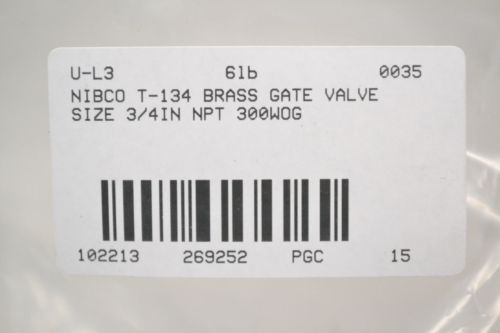 U-L3 6lb 0035
NIBCO T-134 BRASS GATE VALVE
SIZE 3/4IN NPT 300WOG
102213 269252 PGC 15